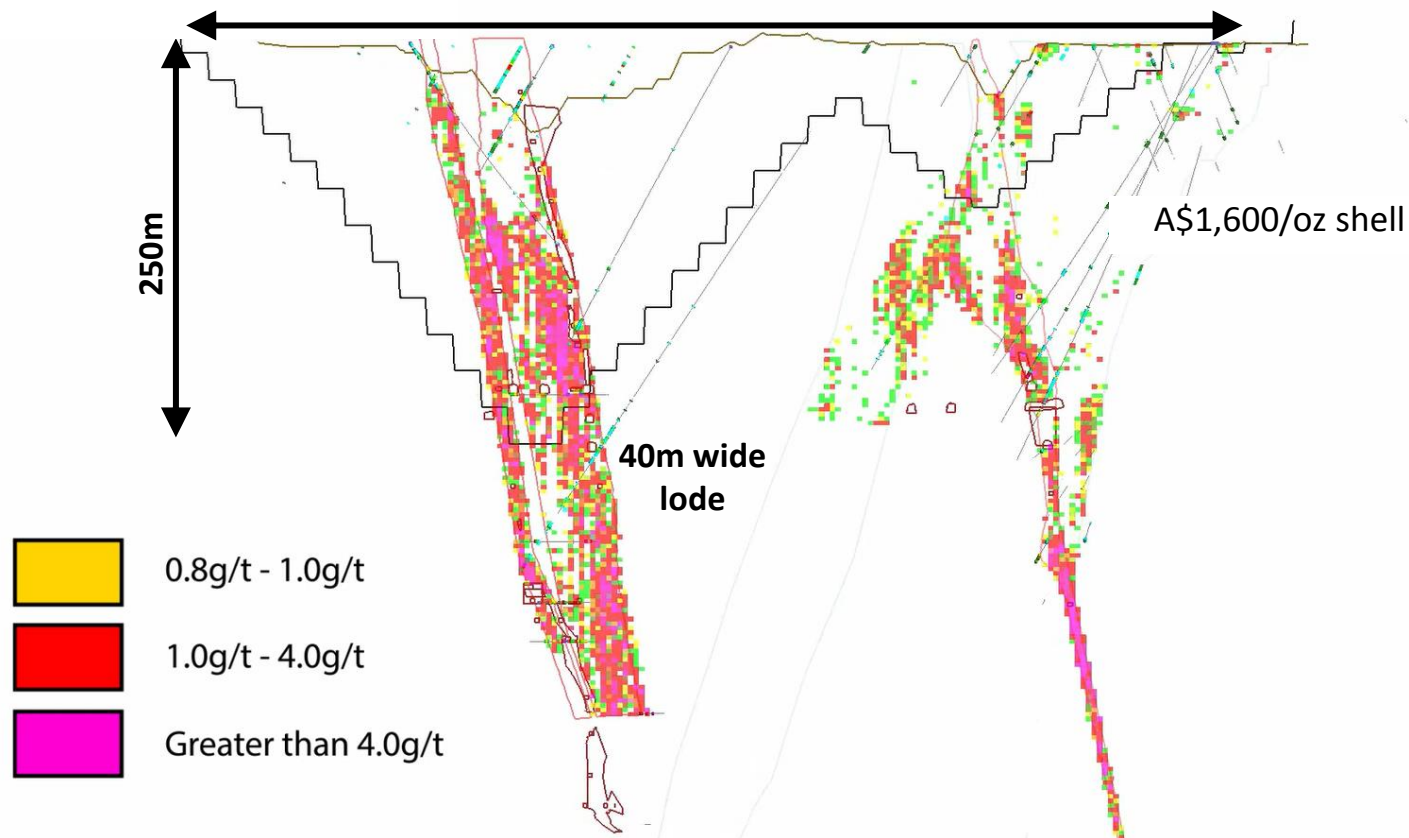 250m
A$1,600/oz shell
40m wide
lode
0.8g/t - 1.0g/t
1.0g/t - 4.0g/t
Greater than 4.0g/t